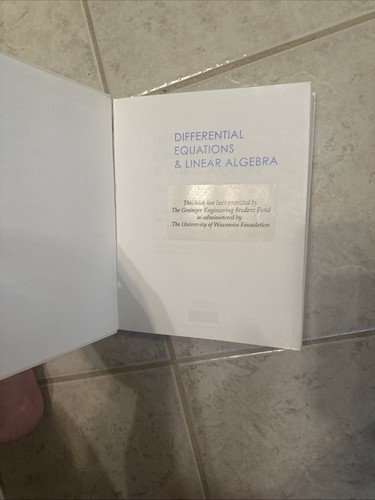 DIFFERENTIAL
EQUATIONS
& LINEAR ALGEBRA
This book has been provided by
The Grainger Engineering Student Fund
as administered by
The University of Wisconsin Foundation